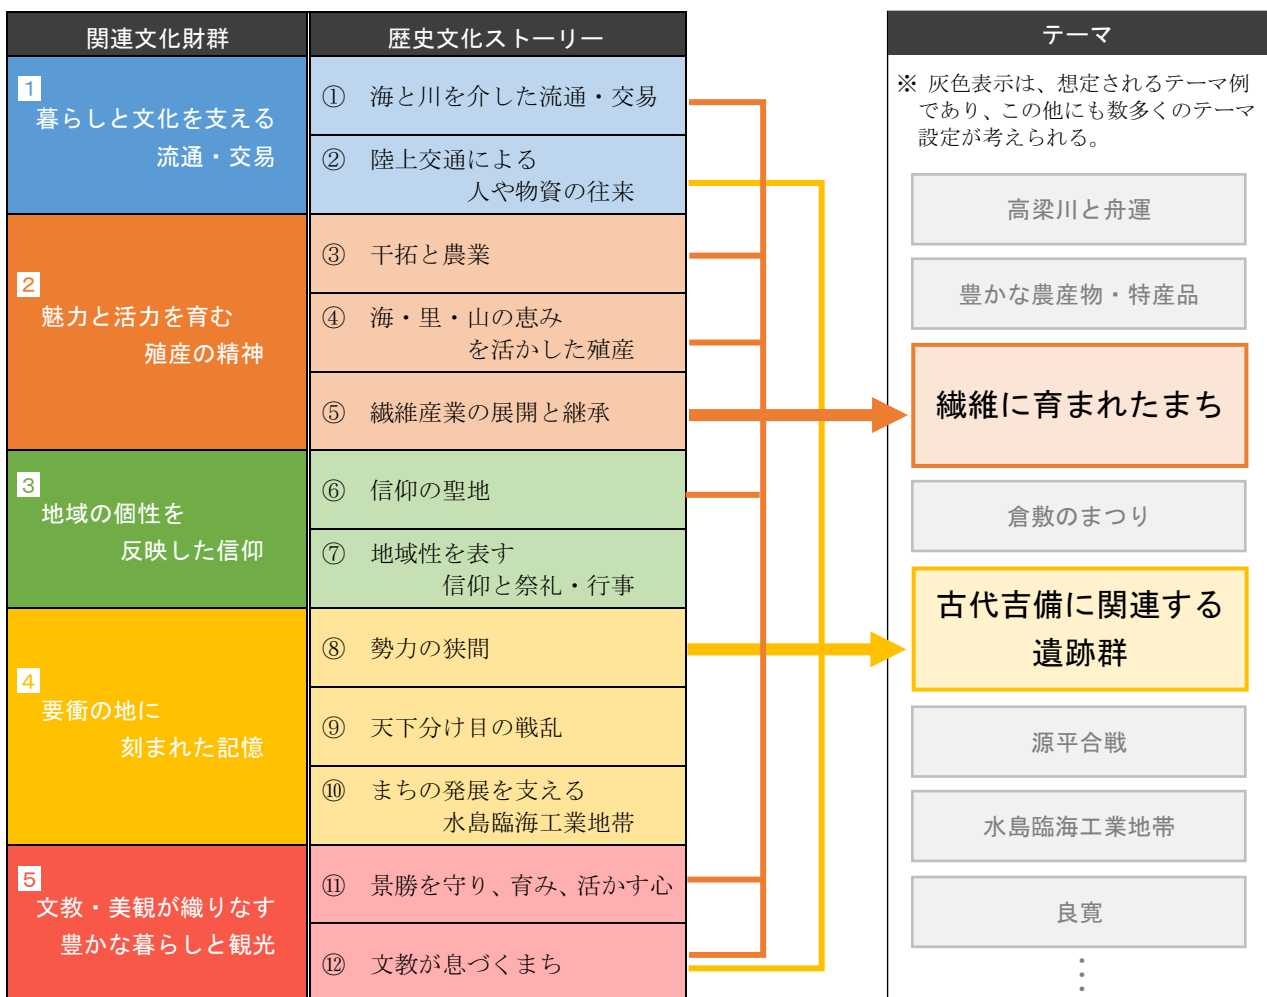 関連文化財群
歴史文化ストーリー
テーマ
1
暮らしと文化を支える
流通・交易
① 海と川を介した流通・交易
② 陸上交通による
人や物資の往来
2
魅力と活力を育む
殖産の精神
③ 干拓と農業
④ 海・里・山の恵み
を活かした殖産
⑤ 繊維産業の展開と継承
3
地域の個性を
反映した信仰
⑥ 信仰の聖地
⑦ 地域性を表す
信仰と祭礼・行事
4
要衝の地に
刻まれた記憶
⑧ 勢力の狭間
⑨ 天下分け目の戦乱
⑩ まちの発展を支える
水島臨海工業地帯
5
文教・美観が織りなす
豊かな暮らしと観光
⑪ 景勝を守り、育み、活かす心
⑫ 文教が息づくまち
※ 灰色表示は、想定されるテーマ例
であり、この他にも数多くのテーマ
設定が考えられる。
高梁川と舟運
豊かな農産物・特産品
繊維に育まれたまち
倉敷のまつり
古代吉備に関連する
遺跡群
源平合戦
水島臨海工業地帯
良寛
⋮